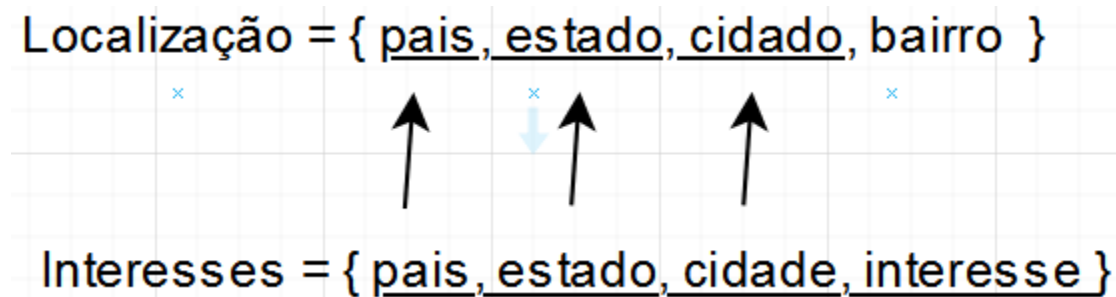 Localização = { pais, estado, cidado, bairro }
Interesses = { pais, estado, cidade, interesse }